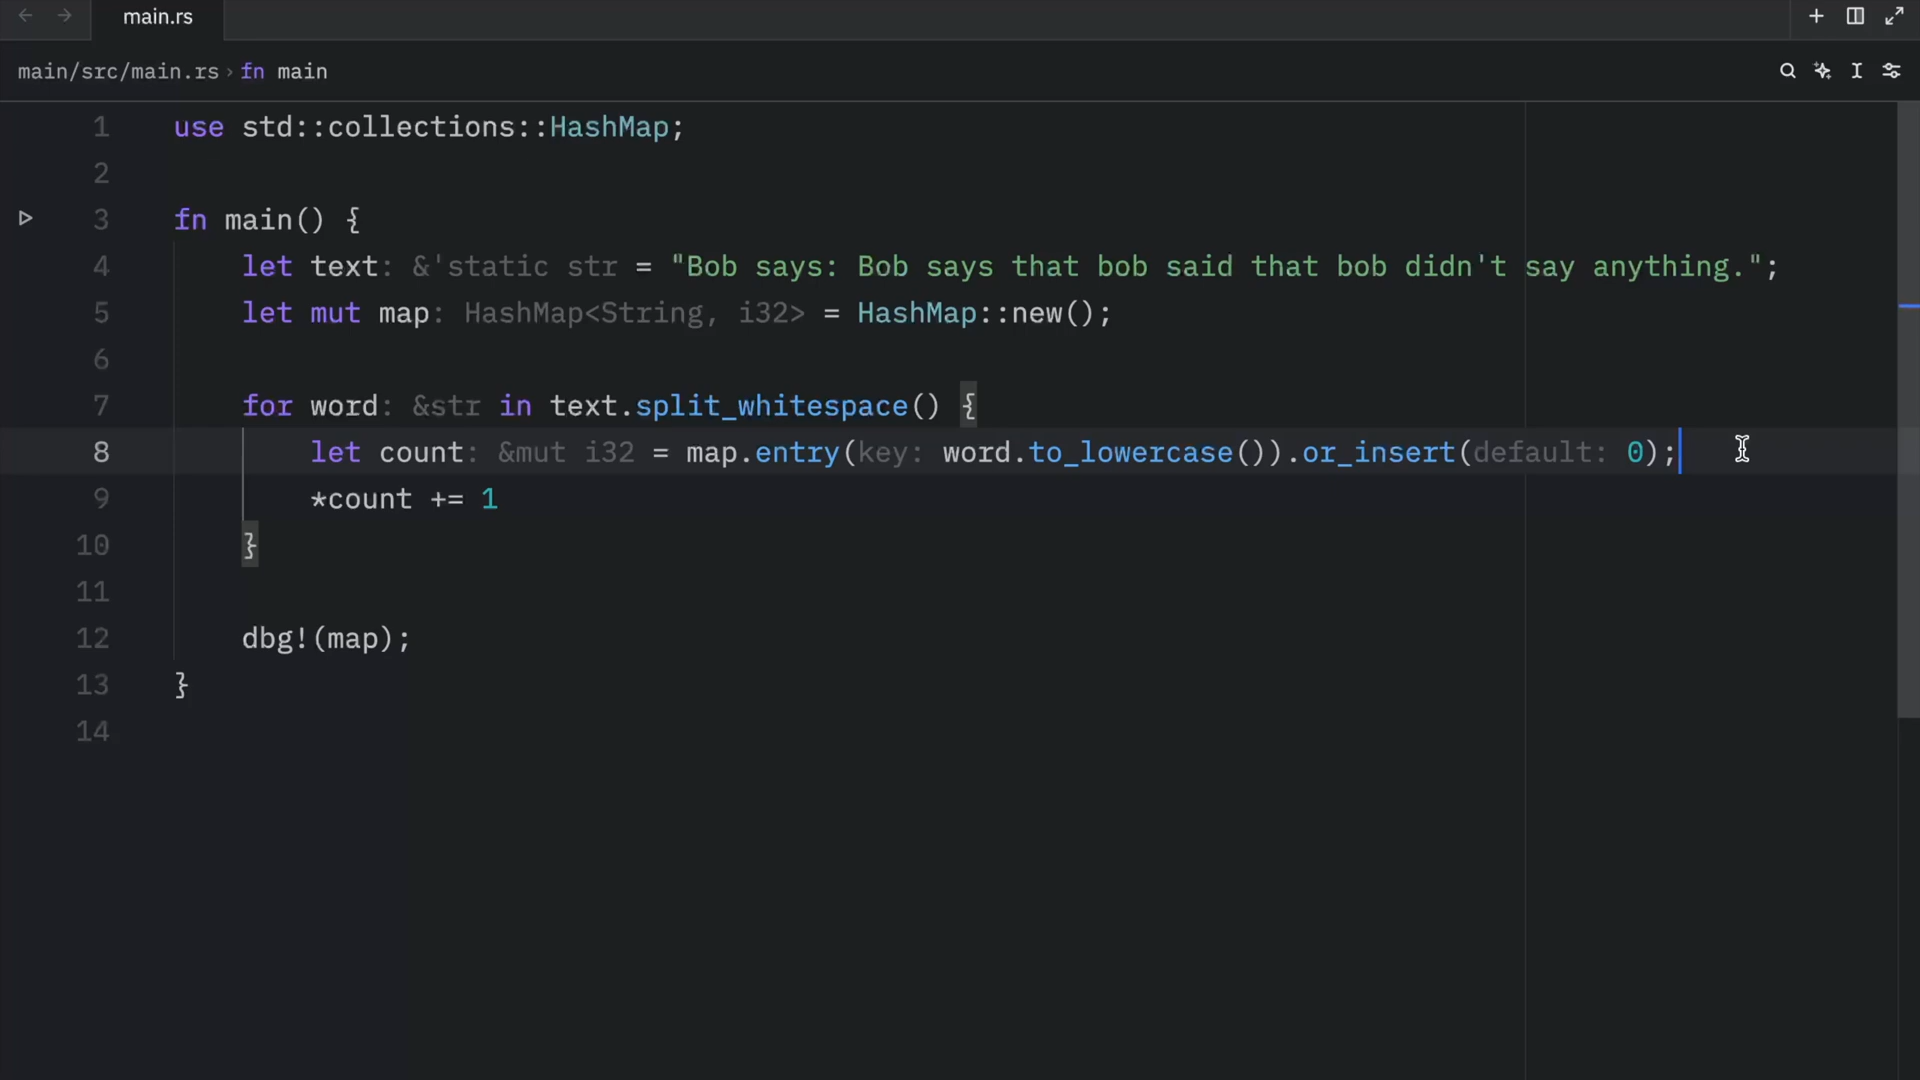 main.rs
main/src/main.rs › fn main
1 use std::collections::HashMap;
2
3 fn main() {
4 let text: &'static str = "Bob says: Bob says that bob said that bob didn't say anything.";
5 let mut map: HashMap<String, i32> = HashMap::new();
6
7 for word: &str in text.split_whitespace() {
8 let count: &mut i32 = map.entry(key: word.to_lowercase()).or_insert(default: 0);
9 *count += 1
10 }
11
12 dbg!(map);
13 }
14